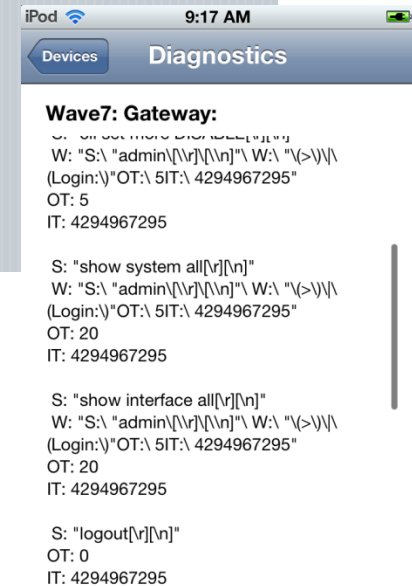 iPod 9:17 AM
Devices Diagnostics
Wave7: Gateway:
W: "S:\ "admin\[\\r]\[\\n]"\ W:\ "\(>\)\|\
(Login:\)"OT:\ 5IT:\ 4294967295"
OT: 5
IT: 4294967295
S: "show system all[\r][\n]"
W: "S:\ "admin\[\\r]\[\\n]"\ W:\ "\(>\)\|\
(Login:\)"OT:\ 5IT:\ 4294967295"
OT: 20
IT: 4294967295
S: "show interface all[\r][\n]"
W: "S:\ "admin\[\\r]\[\\n]"\ W:\ "\(>\)\|\
(Login:\)"OT:\ 5IT:\ 4294967295"
OT: 20
IT: 4294967295
S: "logout[\r][\n]"
OT: 0
IT: 4294967295